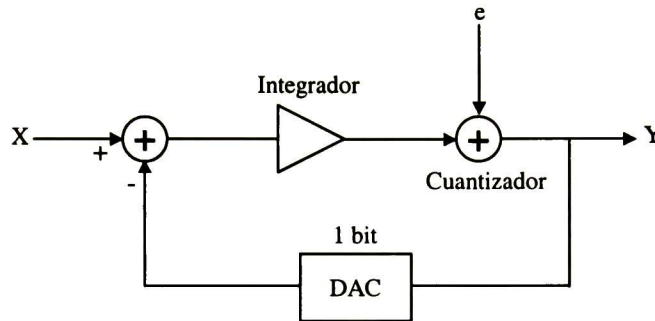 e
Integrador
X
+
+
+
Y
-
Cuantizador
1 bit
DAC